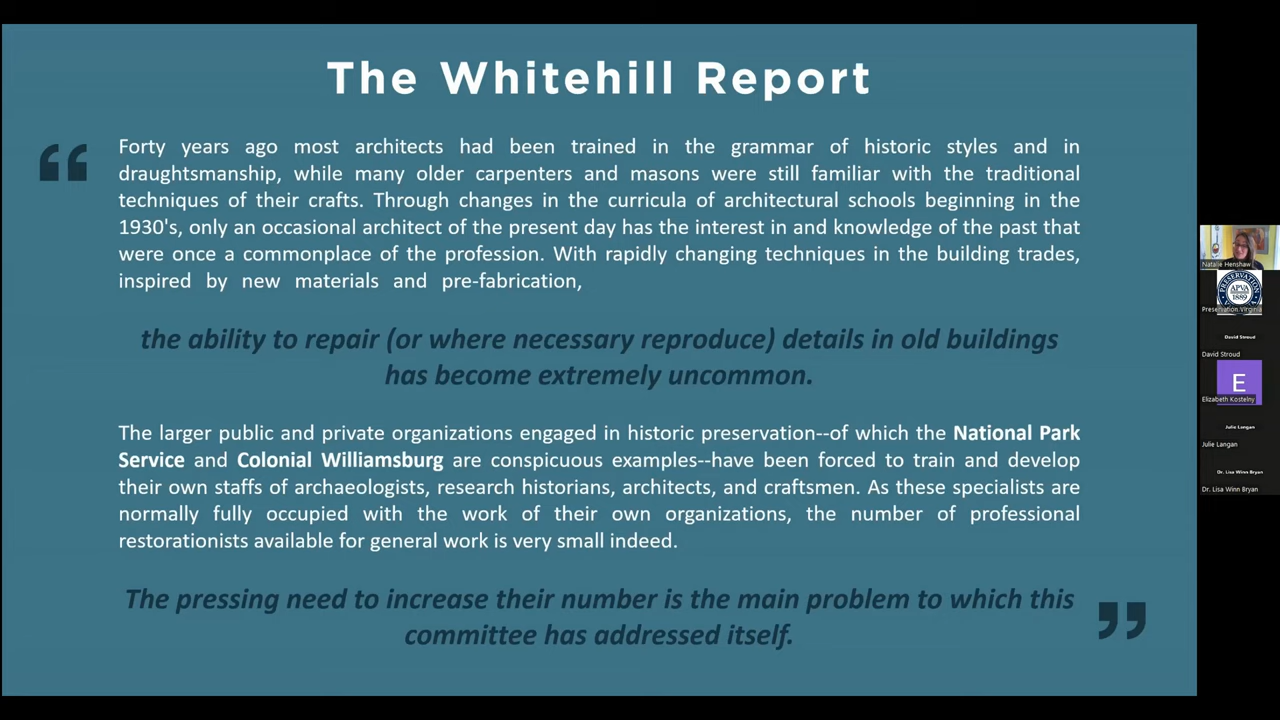 The Whitehill Report
“
Forty years ago most architects had been trained in the grammar of historic styles and in
draughtsmanship, while many older carpenters and masons were still familiar with the traditional
techniques of their crafts. Through changes in the curricula of architectural schools beginning in the
1930's, only an occasional architect of the present day has the interest in and knowledge of the past that
were once a commonplace of the profession. With rapidly changing techniques in the building trades,
inspired by new materials and pre-fabrication,
the ability to repair (or where necessary reproduce) details in old buildings
has become extremely uncommon.
The larger public and private organizations engaged in historic preservation--of which the National Park
Service and Colonial Williamsburg are conspicuous examples--have been forced to train and develop
their own staffs of archaeologists, research historians, architects, and craftsmen. As these specialists are
normally fully occupied with the work of their own organizations, the number of professional
restorationists available for general work is very small indeed.
The pressing need to increase their number is the main problem to which this
committee has addressed itself.
”
Natalie Henshaw
PRESERVATION
APVA
1889
Preservation Virginia
David Stroud
David Stroud
E
Elizabeth Kostelny
Julie Langan
Julie Langan
Dr. Lisa Winn Bryan
Dr. Lisa Winn Bryan